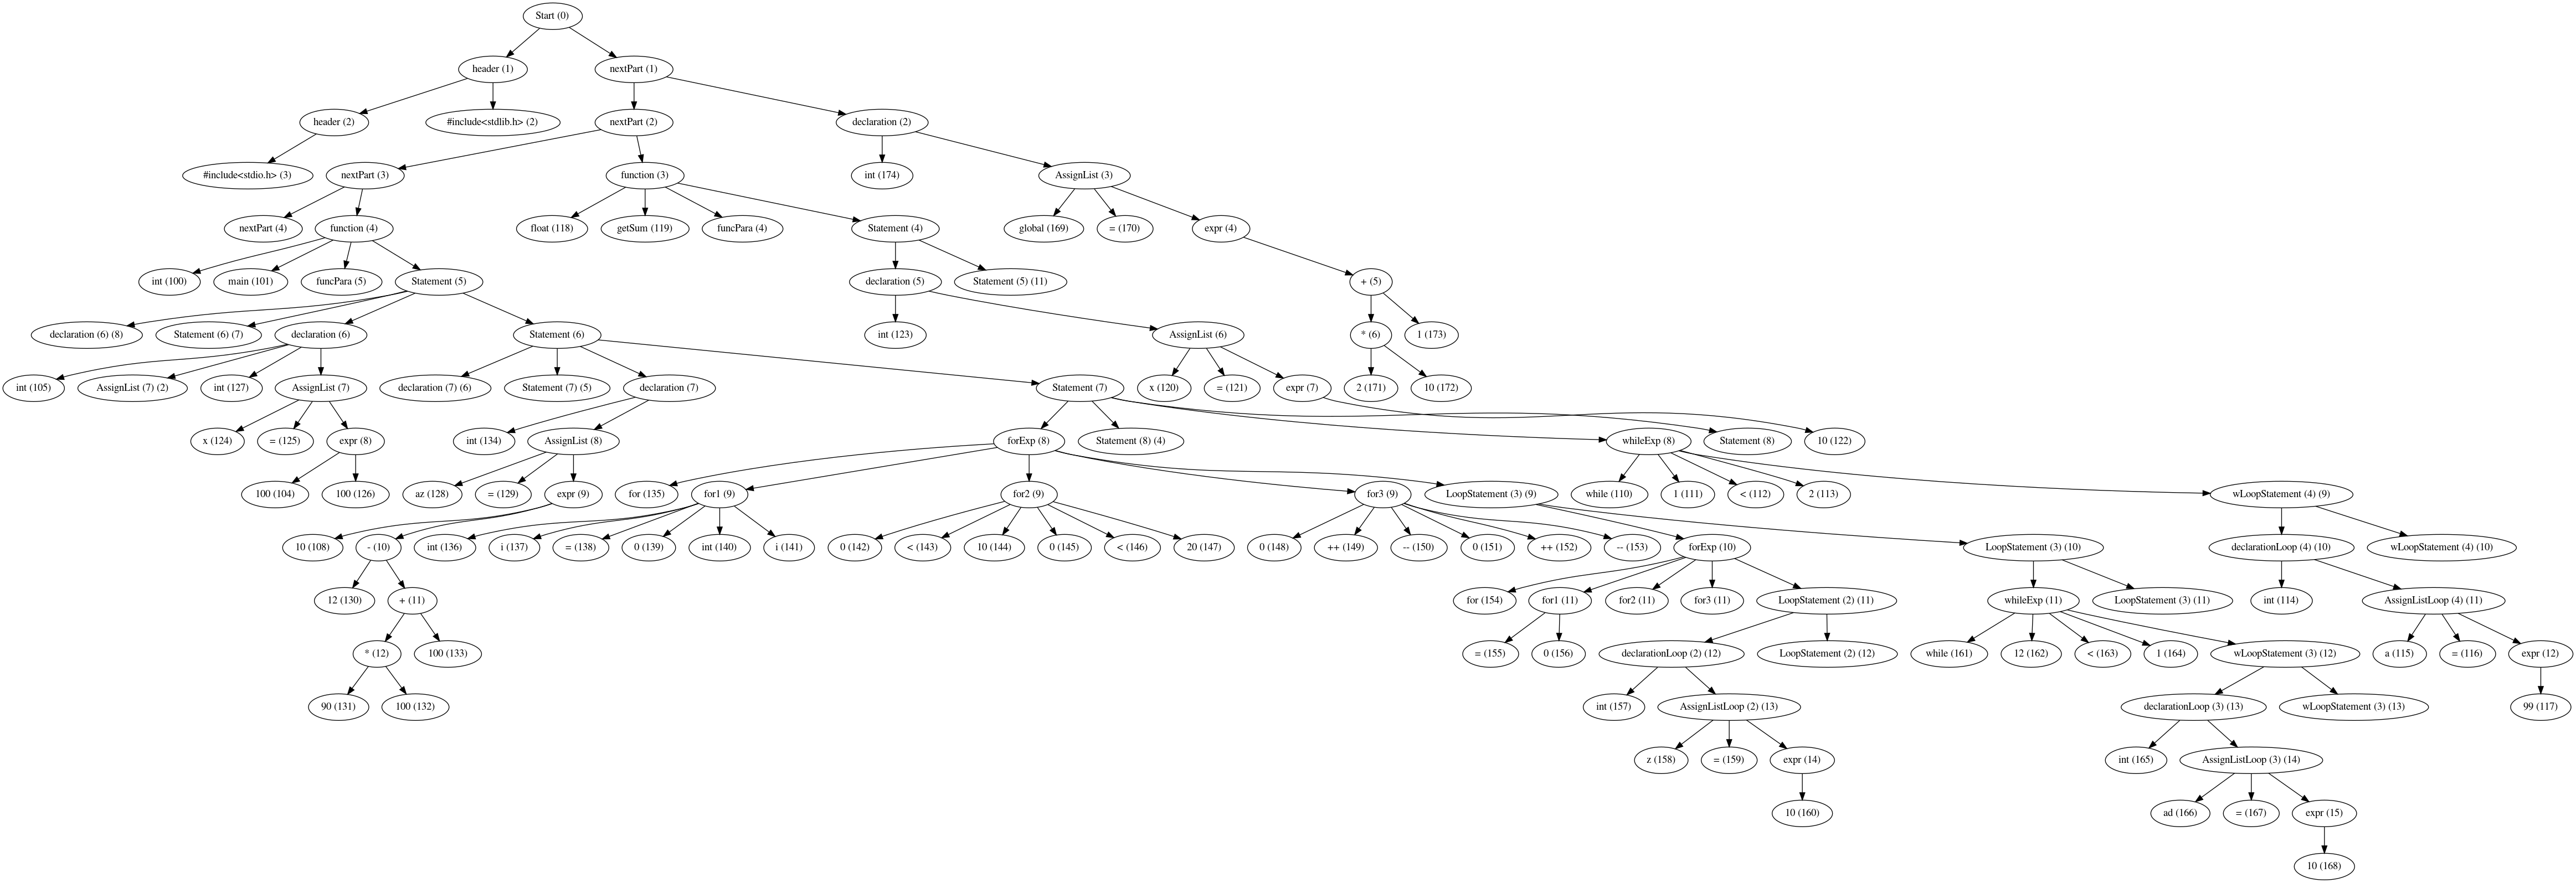 Start (0)
header (1)
nextPart (1)
header (2)
#include<stdlib.h> (2)
nextPart (2)
declaration (2)
#include<stdio.h> (3)
nextPart (3)
function (3)
int (174)
AssignList (3)
nextPart (4)
function (4)
float (118)
getSum (119)
funcPara (4)
Statement (4)
global (169)
= (170)
expr (4)
int (100)
main (101)
funcPara (5)
Statement (5)
declaration (5)
Statement (5) (11)
+ (5)
declaration (6) (8)
Statement (6) (7)
declaration (6)
Statement (6)
int (123)
AssignList (6)
* (6)
1 (173)
int (105)
AssignList (7) (2)
int (127)
AssignList (7)
declaration (7) (6)
Statement (7) (5)
declaration (7)
Statement (7)
x (120)
= (121)
expr (7)
2 (171)
10 (172)
x (124)
= (125)
expr (8)
int (134)
AssignList (8)
forExp (8)
Statement (8) (4)
whileExp (8)
Statement (8)
10 (122)
100 (104)
100 (126)
az (128)
= (129)
expr (9)
for (135)
for1 (9)
for2 (9)
for3 (9)
LoopStatement (3) (9)
while (110)
1 (111)
< (112)
2 (113)
wLoopStatement (4) (9)
10 (108)
- (10)
int (136)
i (137)
= (138)
0 (139)
int (140)
i (141)
0 (142)
< (143)
10 (144)
0 (145)
< (146)
20 (147)
0 (148)
++ (149)
-- (150)
0 (151)
++ (152)
-- (153)
forExp (10)
LoopStatement (3) (10)
declarationLoop (4) (10)
wLoopStatement (4) (10)
12 (130)
+ (11)
for (154)
for1 (11)
for2 (11)
for3 (11)
LoopStatement (2) (11)
whileExp (11)
LoopStatement (3) (11)
int (114)
AssignListLoop (4) (11)
* (12)
100 (133)
= (155)
0 (156)
declarationLoop (2) (12)
LoopStatement (2) (12)
while (161)
12 (162)
< (163)
1 (164)
wLoopStatement (3) (12)
a (115)
= (116)
expr (12)
90 (131)
100 (132)
int (157)
AssignListLoop (2) (13)
declarationLoop (3) (13)
wLoopStatement (3) (13)
99 (117)
z (158)
= (159)
expr (14)
int (165)
AssignListLoop (3) (14)
10 (160)
ad (166)
= (167)
expr (15)
10 (168)